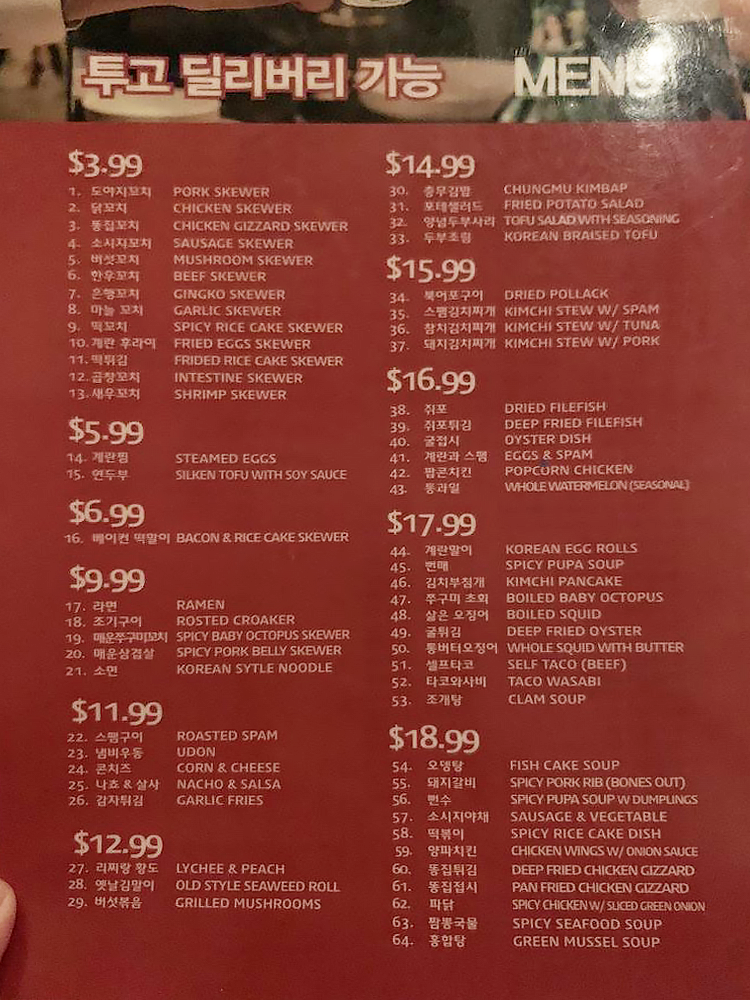 투고 딜리버리 가능 MENU
$3.99
1. 도야지꼬치 PORK SKEWER
2. 닭꼬치 CHICKEN SKEWER
3. 똥집꼬치 CHICKEN GIZZARD SKEWER
4. 소시지꼬치 SAUSAGE SKEWER
5. 버섯꼬치 MUSHROOM SKEWER
6. 한우꼬치 BEEF SKEWER
7. 은행꼬치 GINGKO SKEWER
8. 마늘 꼬치 GARLIC SKEWER
9. 떡꼬치 SPICY RICE CAKE SKEWER
10. 계란 후라이 FRIED EGGS SKEWER
11. 떡튀김 FRIDED RICE CAKE SKEWER
12. 곱창꼬치 INTESTINE SKEWER
13. 새우꼬치 SHRIMP SKEWER
$5.99
14. 계란찜 STEAMED EGGS
15. 연두부 SILKEN TOFU WITH SOY SAUCE
$6.99
16. 베이컨 떡말이 BACON & RICE CAKE SKEWER
$9.99
17. 라면 RAMEN
18. 조기구이 ROSTED CROAKER
19. 매운쭈구미꼬치 SPICY BABY OCTOPUS SKEWER
20. 매운삼겹살 SPICY PORK BELLY SKEWER
21. 소면 KOREAN SYTLE NOODLE
$11.99
22. 스팸구이 ROASTED SPAM
23. 냄비우동 UDON
24. 콘치즈 CORN & CHEESE
25. 나쵸 & 살사 NACHO & SALSA
26. 감자튀김 GARLIC FRIES
$12.99
27. 리찌랑 황도 LYCHEE & PEACH
28. 옛날김말이 OLD STYLE SEAWEED ROLL
29. 버섯볶음 GRILLED MUSHROOMS
$14.99
30. 충무김밥 CHUNGMU KIMBAP
31. 포테샐러드 FRIED POTATO SALAD
32. 양념두부사리 TOFU SALAD WITH SEASONING
33. 두부조림 KOREAN BRAISED TOFU
$15.99
34. 북어포구이 DRIED POLLACK
35. 스팸김치찌개 KIMCHI STEW W/ SPAM
36. 참치김치찌개 KIMCHI STEW W/ TUNA
37. 돼지김치찌개 KIMCHI STEW W/ PORK
$16.99
38. 쥐포 DRIED FILEFISH
39. 쥐포튀김 DEEP FRIED FILEFISH
40. 굴접시 OYSTER DISH
41. 계란과 스팸 EGGS & SPAM
42. 팝콘치킨 POPCORN CHICKEN
43. 통과일 WHOLE WATERMELON (SEASONAL)
$17.99
44. 계란말이 KOREAN EGG ROLLS
45. 뻔매 SPICY PUPA SOUP
46. 김치부침개 KIMCHI PANCAKE
47. 쭈구미 초회 BOILED BABY OCTOPUS
48. 삶은 오징어 BOILED SQUID
49. 굴튀김 DEEP FRIED OYSTER
50. 통버터오징어 WHOLE SQUID WITH BUTTER
51. 셀프타코 SELF TACO (BEEF)
52. 타코와사비 TACO WASABI
53. 조개탕 CLAM SOUP
$18.99
54. 오뎅탕 FISH CAKE SOUP
55. 돼지갈비 SPICY PORK RIB (BONES OUT)
56. 뻔수 SPICY PUPA SOUP W DUMPLINGS
57. 소시지야채 SAUSAGE & VEGETABLE
58. 떡볶이 SPICY RICE CAKE DISH
59. 양파치킨 CHICKEN WINGS W/ ONION SAUCE
60. 똥집튀김 DEEP FRIED CHICKEN GIZZARD
61. 똥집접시 PAN FRIED CHICKEN GIZZARD
62. 파닭 SPICY CHICKEN W/ SLICED GREEN ONION
63. 짬뽕국물 SPICY SEAFOOD SOUP
64. 홍합탕 GREEN MUSSEL SOUP